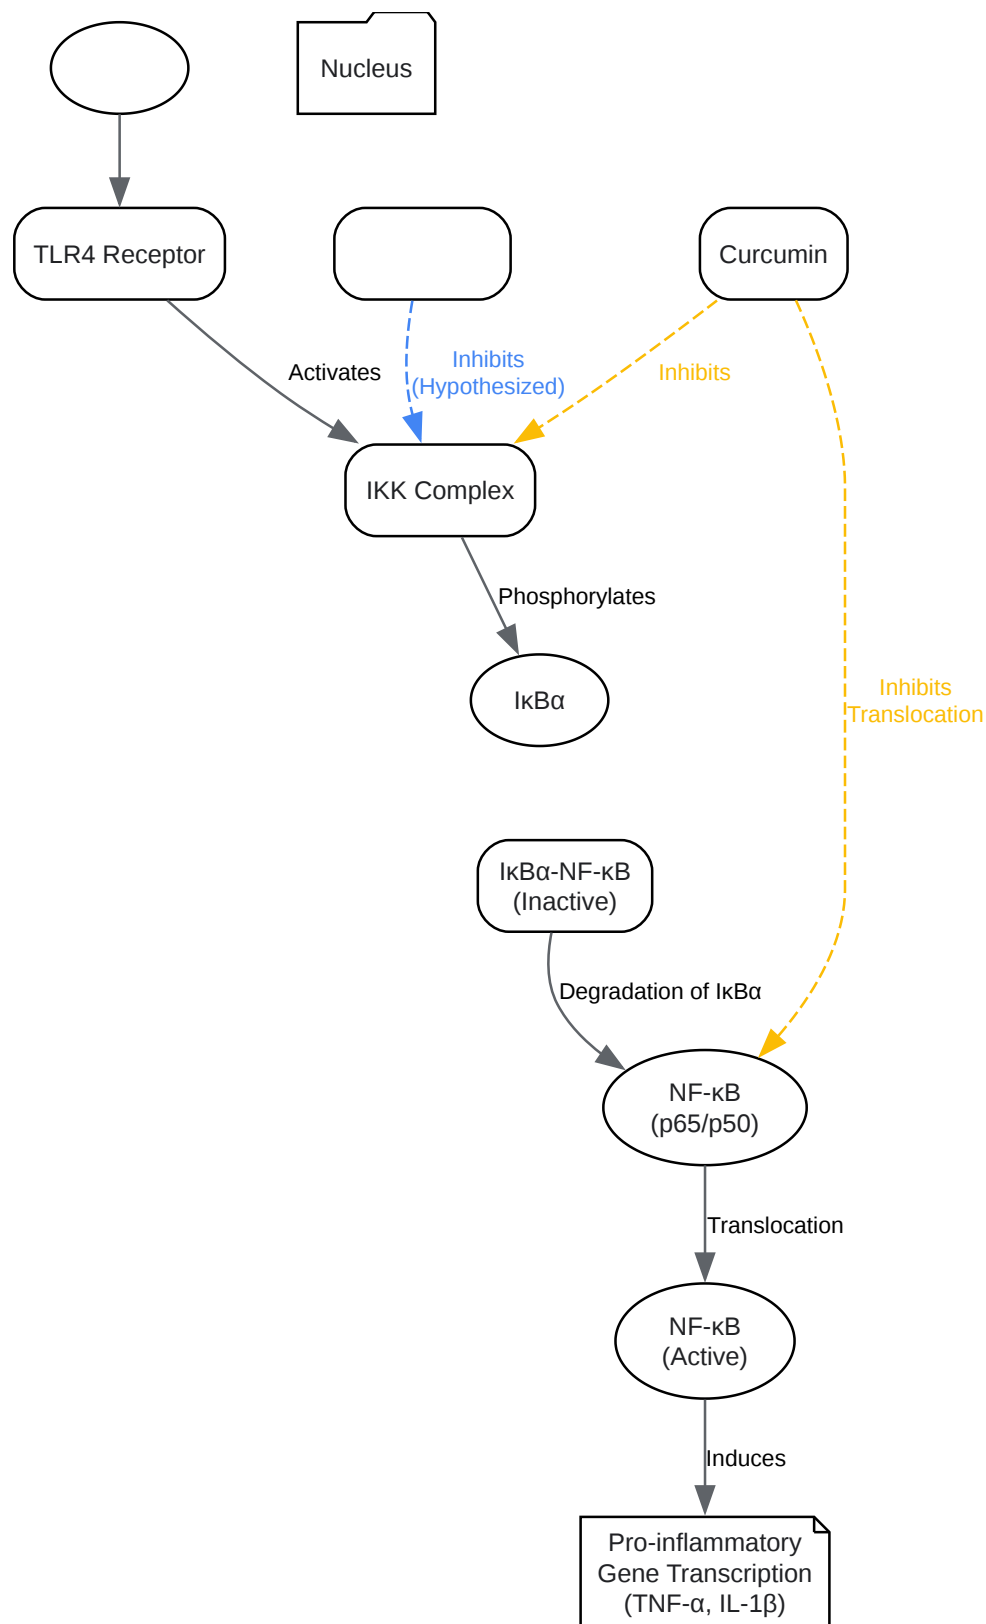 Nucleus
TLR4 Receptor
Curcumin
Activates
Inhibits
(Hypothesized)
Inhibits
IKK Complex
Phosphorylates
IκBα
Inhibits
Translocation
IκBα-NF-κB
(Inactive)
Degradation of IκBα
NF-κB
(p65/p50)
Translocation
NF-κB
(Active)
Induces
Pro-inflammatory
Gene Transcription
(TNF-α, IL-1β)